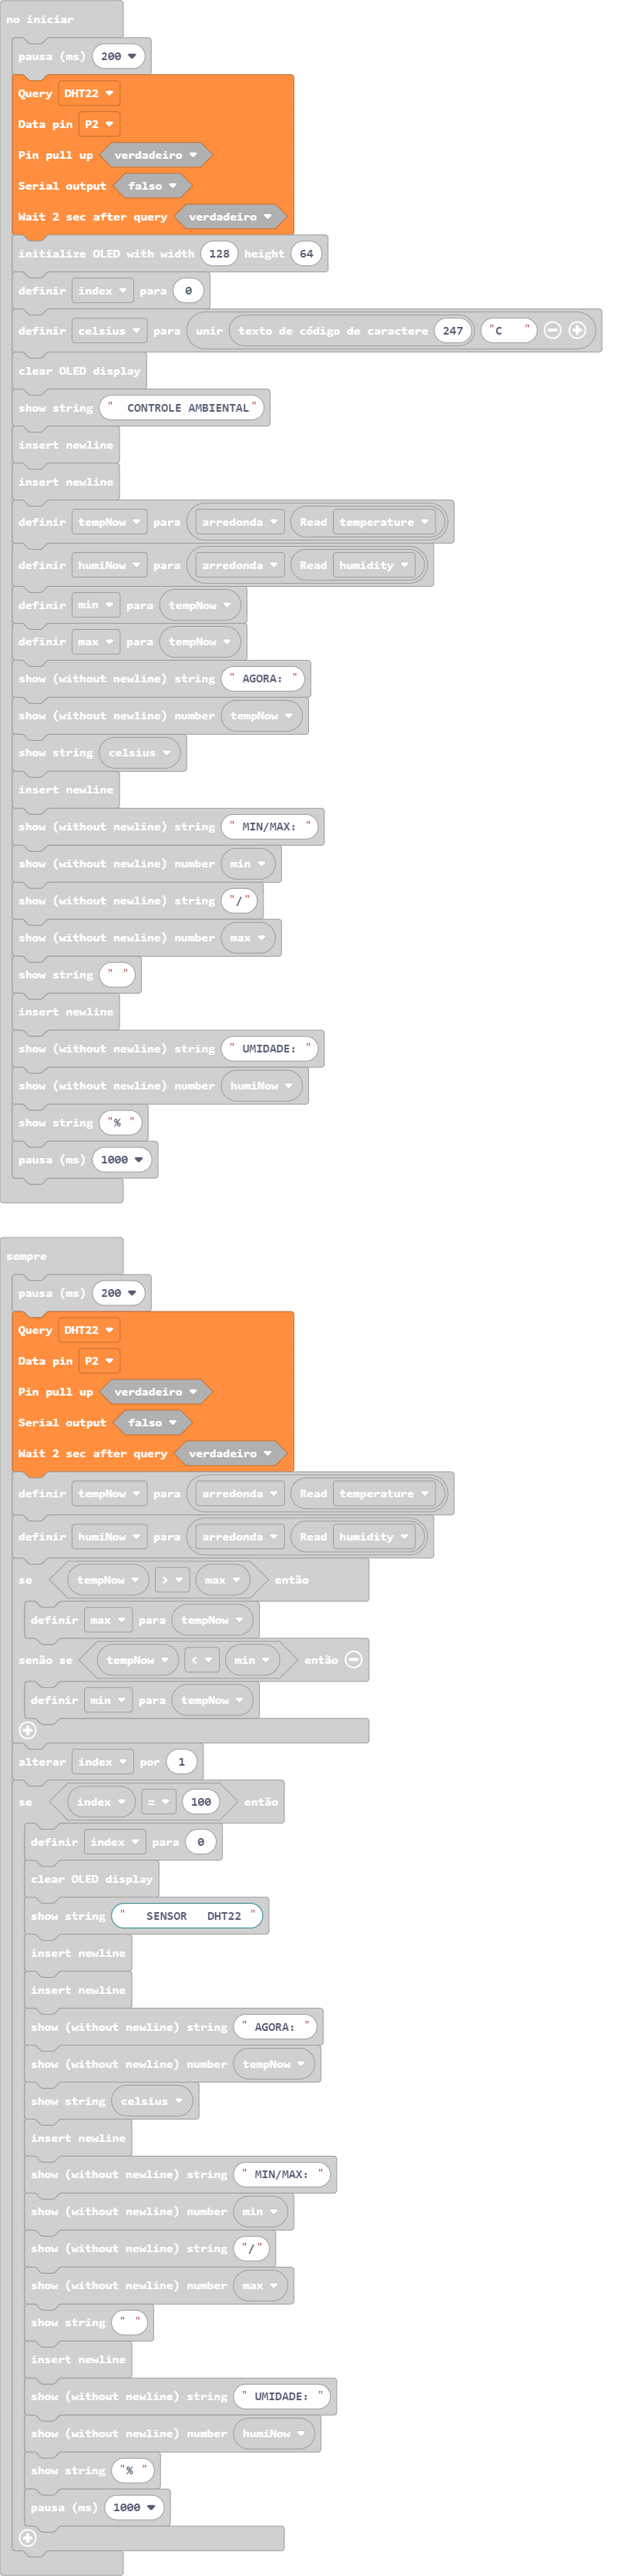 no iniciar
pausa (ms) 200
Query DHT22
Data pin P2
Pin pull up verdadeiro
Serial output falso
Wait 2 sec after query verdadeiro
initialize OLED with width 128 height 64
definir index para 0
definir celsius para unir texto de código de caractere 247 "C   "
clear OLED display
show string "  CONTROLE AMBIENTAL"
insert newline
insert newline
definir tempNow para arredonda Read temperature
definir humiNow para arredonda Read humidity
definir min para tempNow
definir max para tempNow
show (without newline) string " AGORA: "
show (without newline) number tempNow
show string celsius
insert newline
show (without newline) string " MIN/MAX: "
show (without newline) number min
show (without newline) string "/"
show (without newline) number max
show string " "
insert newline
show (without newline) string " UMIDADE: "
show (without newline) number humiNow
show string "% "
pausa (ms) 1000
sempre
pausa (ms) 200
Query DHT22
Data pin P2
Pin pull up verdadeiro
Serial output falso
Wait 2 sec after query verdadeiro
definir tempNow para arredonda Read temperature
definir humiNow para arredonda Read humidity
se tempNow > max então
definir max para tempNow
senão se tempNow < min então
definir min para tempNow
alterar index por 1
se index = 100 então
definir index para 0
clear OLED display
show string "   SENSOR   DHT22 "
insert newline
insert newline
show (without newline) string " AGORA: "
show (without newline) number tempNow
show string celsius
insert newline
show (without newline) string " MIN/MAX: "
show (without newline) number min
show (without newline) string "/"
show (without newline) number max
show string " "
insert newline
show (without newline) string " UMIDADE: "
show (without newline) number humiNow
show string "% "
pausa (ms) 1000